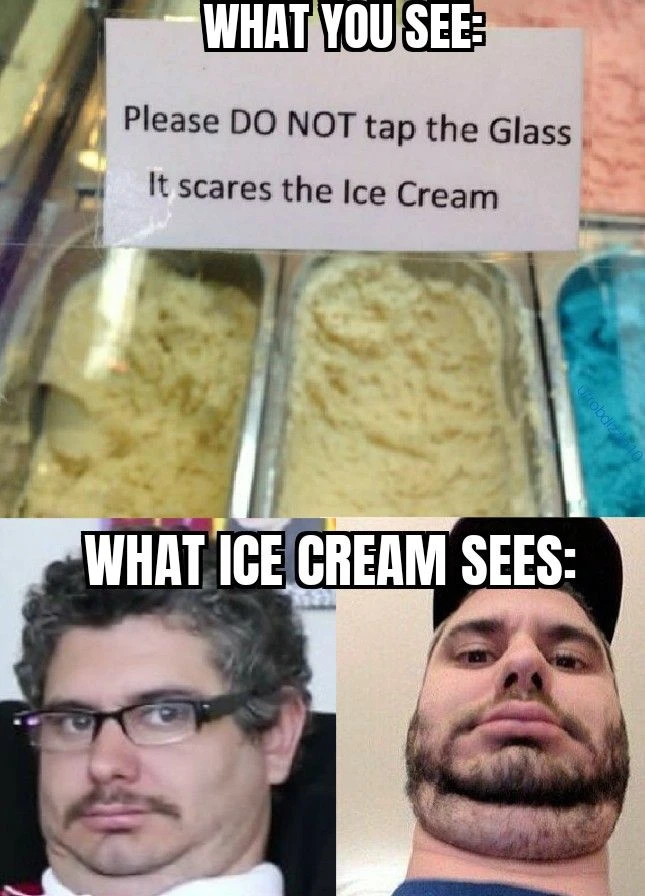 WHAT YOU SEE:
Please DO NOT tap the Glass
It scares the Ice Cream
WHAT ICE CREAM SEES: